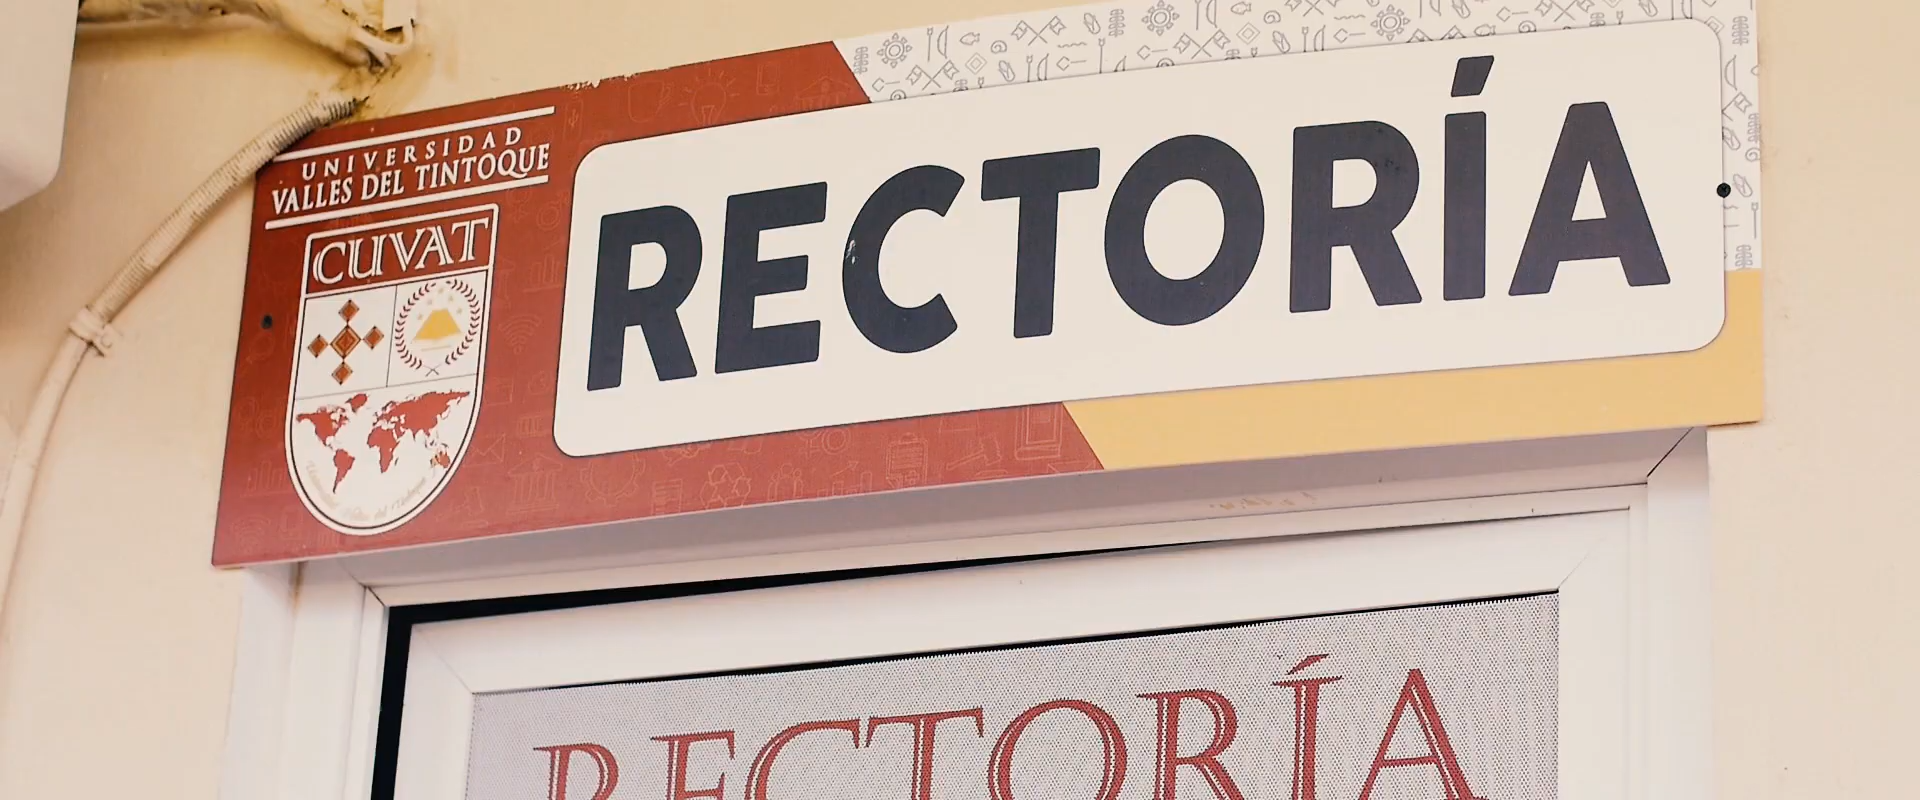 UNIVERSIDAD
VALLES DEL TINTOQUE
CUVAT
RECTORÍA
RECTORÍA